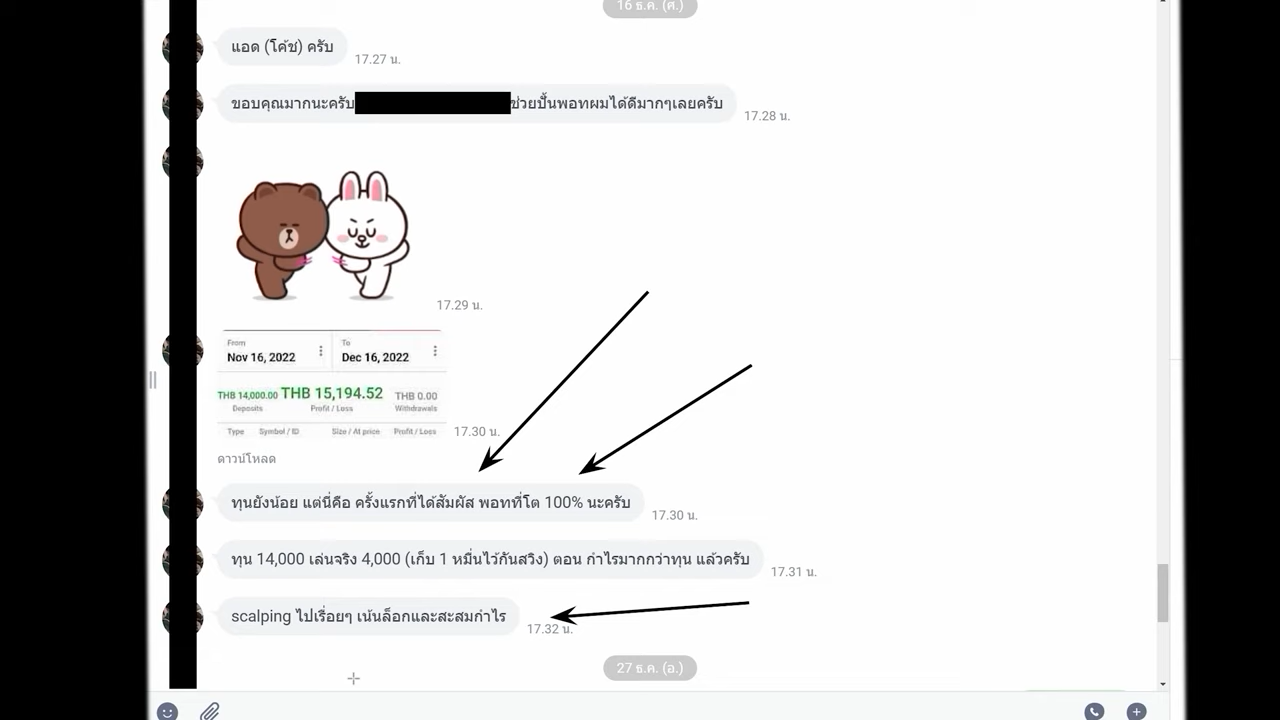 16 ธ.ค. (ศ.)
แอด (โค้ช) ครับ
17.27 น.
ขอบคุณมากนะครับ ช่วยปั้นพอทผมได้ดีมากๆเลยครับ
17.28 น.
17.29 น.
From
Nov 16, 2022
To
Dec 16, 2022
THB 14,000.00 THB 15,194.52 THB 0.00
Deposits Profit / Loss Withdrawals
Type Symbol / ID Size / At price Profit / Loss
17.30 น.
ดาวน์โหลด
ทุนยังน้อย แต่นี่คือ ครั้งแรกที่ได้สัมผัส พอทที่โต 100% นะครับ
17.30 น.
ทุน 14,000 เล่นจริง 4,000 (เก็บ 1 หมื่นไว้กันสวิง) ตอน กำไรมากกว่าทุน แล้วครับ
17.31 น.
scalping ไปเรื่อยๆ เน้นล็อกและสะสมกำไร
17.32 น.
27 ธ.ค. (อ.)